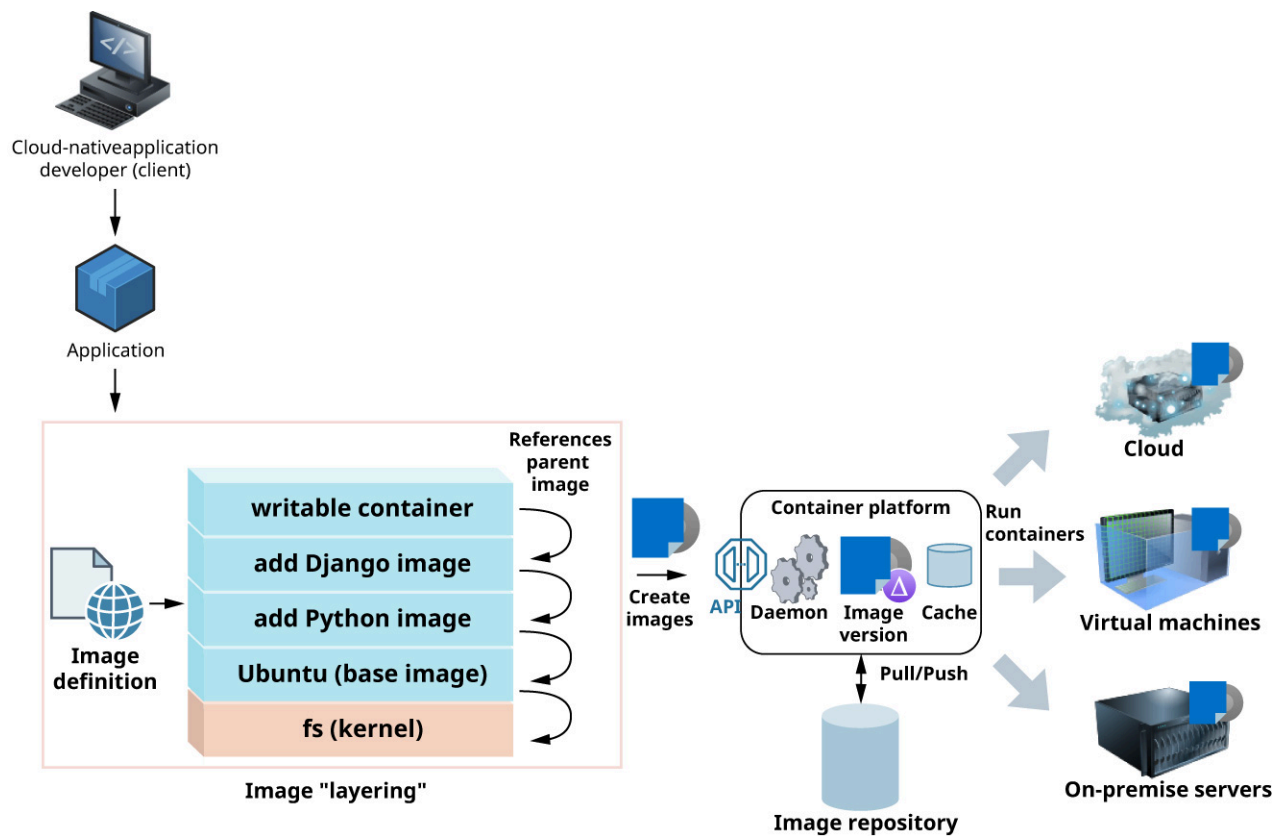 </>
Cloud-nativeapplication
developer (client)
Application
References
parent
image
writable container
add Django image
add Python image
Ubuntu (base image)
fs (kernel)
Image
definition
Image "layering"
Create
images
Container platform
API
Daemon
Image
version
Δ
Cache
Pull/Push
Image repository
Run
containers
Cloud
Virtual machines
On-premise servers